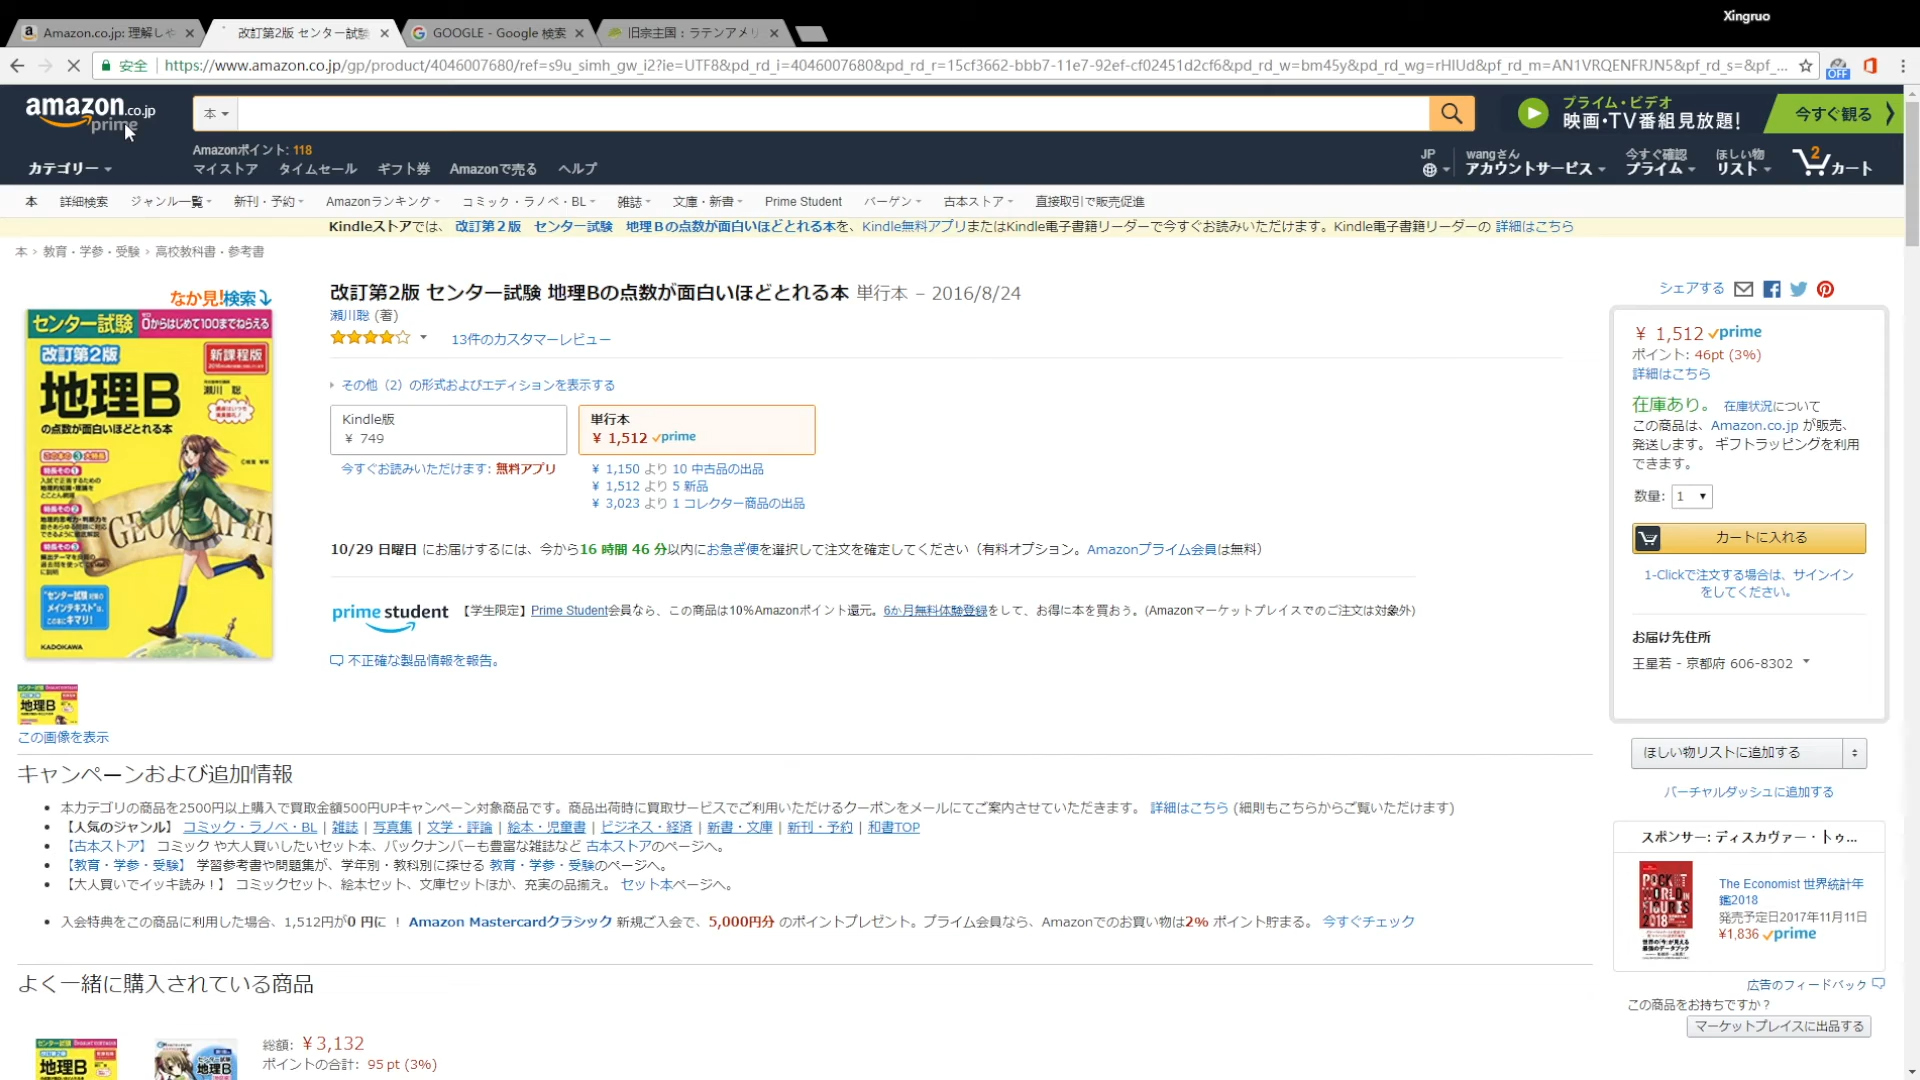 Xingruo
Amazon.co.jp: 理解しや
改訂第2版 センター試験
GOOGLE - Google 検索
旧宗主国：ラテンアメリ
安全 https://www.amazon.co.jp/gp/product/4046007680/ref=s9u_simh_gw_i2?ie=UTF8&pd_rd_i=4046007680&pd_rd_r=15cf3662-bbb7-11e7-92ef-cf02451d2cf6&pd_rd_w=bm45y&pd_rd_wg=rHIUd&pf_rd_m=AN1VRQENFRJN5&pf_rd_s=&pf_...
OFF
amazon.co.jp
prime
本
プライム・ビデオ
映画・TV番組見放題!
今すぐ観る
Amazonポイント: 118
カテゴリー マイストア タイムセール ギフト券 Amazonで売る ヘルプ
JP
wangさん
アカウントサービス
今すぐ確認
プライム
ほしい物
リスト
2
カート
本 詳細検索 ジャンル一覧 新刊・予約 Amazonランキング コミック・ラノベ・BL 雑誌 文庫・新書 Prime Student バーゲン 古本ストア 直接取引で販売促進
Kindleストアでは、 改訂第２版 センター試験 地理Ｂの点数が面白いほどとれる本を、Kindle無料アプリまたはKindle電子書籍リーダーで今すぐお読みいただけます。Kindle電子書籍リーダーの 詳細はこちら
本 › 教育・学参・受験 › 高校教科書・参考書
なか見!検索
センター試験 0からはじめて100までねらえる
改訂第2版
新課程版
地理B
瀬川 聡
の点数が面白いほどとれる本
この本の3大特長
特長その1
特長その2
特長その3
GEOGRAPHY
"センター試験"対策の
メインテキストは、
この本にキマリ!
KADOKAWA
この画像を表示
改訂第2版 センター試験 地理Bの点数が面白いほどとれる本 単行本 – 2016/8/24
瀬川聡 (著)
13件のカスタマーレビュー
その他（2）の形式およびエディションを表示する
Kindle版
￥ 749
単行本
￥ 1,512 prime
今すぐお読みいただけます: 無料アプリ
￥ 1,150 より 10 中古品の出品
￥ 1,512 より 5 新品
￥ 3,023 より 1 コレクター商品の出品
10/29 日曜日 にお届けするには、今から16 時間 46 分以内にお急ぎ便を選択して注文を確定してください（有料オプション。Amazonプライム会員は無料）
prime student 【学生限定】Prime Student会員なら、この商品は10%Amazonポイント還元。6か月無料体験登録をして、お得に本を買おう。(Amazonマーケットプレイスでのご注文は対象外)
不正確な製品情報を報告。
シェアする
￥ 1,512 prime
ポイント: 46pt (3%)
詳細はこちら
在庫あり。 在庫状況について
この商品は、Amazon.co.jp が販売、
発送します。 ギフトラッピングを利用
できます。
数量: 1
カートに入れる
1-Clickで注文する場合は、サインイン
をしてください。
お届け先住所
王星若 - 京都府 606-8302
ほしい物リストに追加する
バーチャルダッシュに追加する
スポンサー: ディスカヴァー・トゥ...
POCKET
WORLD
IN
FIGURES
2018
The Economist 世界統計年
鑑2018
発売予定日2017年11月11日
¥1,836 prime
広告のフィードバック
この商品をお持ちですか？
マーケットプレイスに出品する
キャンペーンおよび追加情報
本カテゴリの商品を2500円以上購入で買取金額500円UPキャンペーン対象商品です。商品出荷時に買取サービスでご利用いただけるクーポンをメールにてご案内させていただきます。 詳細はこちら (細則もこちらからご覧いただけます)
【人気のジャンル】 コミック・ラノベ・BL | 雑誌 | 写真集 | 文学・評論 | 絵本・児童書 | ビジネス・経済 | 新書・文庫 | 新刊・予約 | 和書TOP
【古本ストア】 コミック や大人買いしたいセット本、バックナンバーも豊富な雑誌など 古本ストアのページへ。
【教育・学参・受験】 学習参考書や問題集が、学年別・教科別に探せる 教育・学参・受験のページへ。
【大人買いでイッキ読み！】 コミックセット、絵本セット、文庫セットほか、充実の品揃え。 セット本ページへ。
入会特典をこの商品に利用した場合、1,512円が0 円に ！ Amazon Mastercardクラシック 新規ご入会で、5,000円分 のポイントプレゼント。プライム会員なら、Amazonでのお買い物は2% ポイント貯まる。 今すぐチェック
よく一緒に購入されている商品
総額: ￥3,132
ポイントの合計: 95 pt (3%)